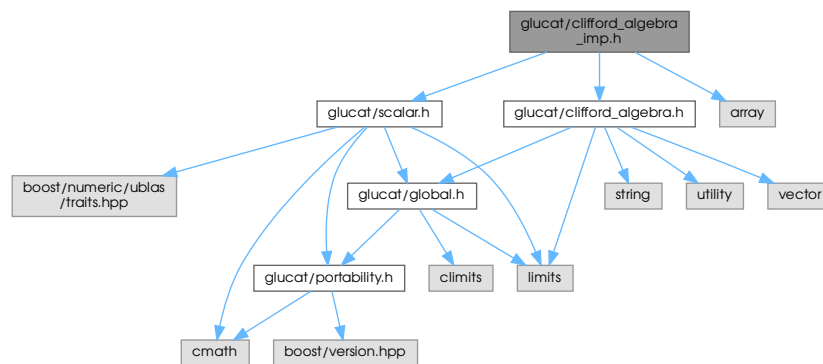 glucat/clifford_algebra
_imp.h
glucat/scalar.h
glucat/clifford_algebra.h
array
boost/numeric/ublas
/traits.hpp
glucat/global.h
string
utility
vector
glucat/portability.h
climits
limits
cmath
boost/version.hpp